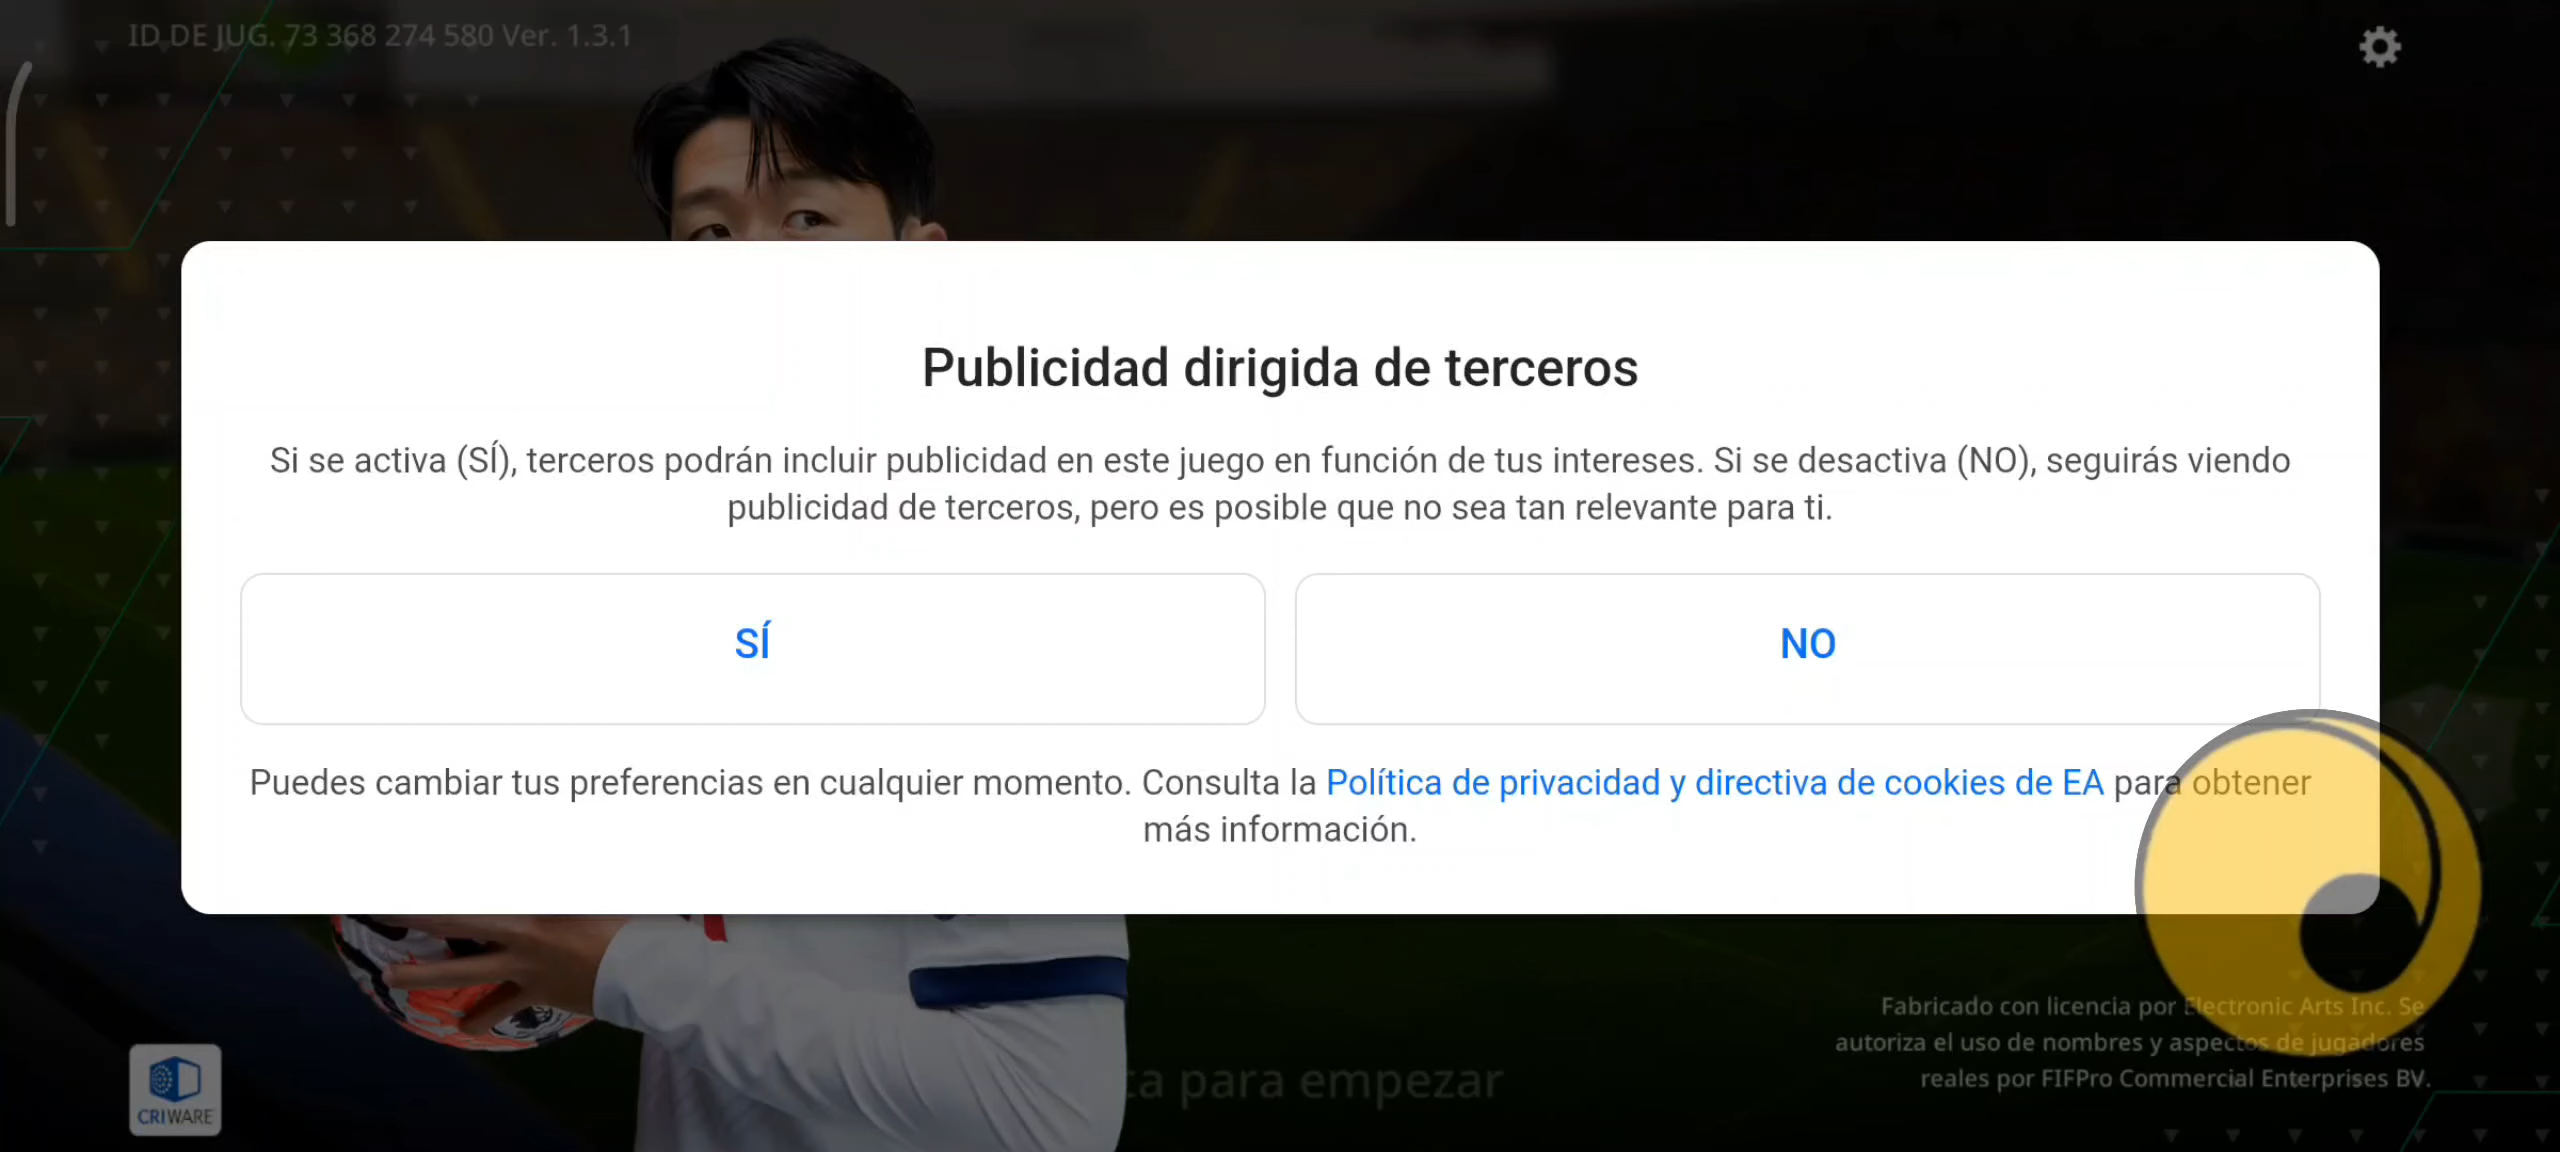 ID DE JUG. 73 368 274 580 Ver. 1.3.1
Publicidad dirigida de terceros
Si se activa (SÍ), terceros podrán incluir publicidad en este juego en función de tus intereses. Si se desactiva (NO), seguirás viendo
publicidad de terceros, pero es posible que no sea tan relevante para ti.
SÍ
NO
Puedes cambiar tus preferencias en cualquier momento. Consulta la Política de privacidad y directiva de cookies de EA para obtener
más información.
Fabricado con licencia por Electronic Arts Inc. Se
autoriza el uso de nombres y aspectos de jugadores
reales por FIFPro Commercial Enterprises BV.
para empezar
CRIWARE